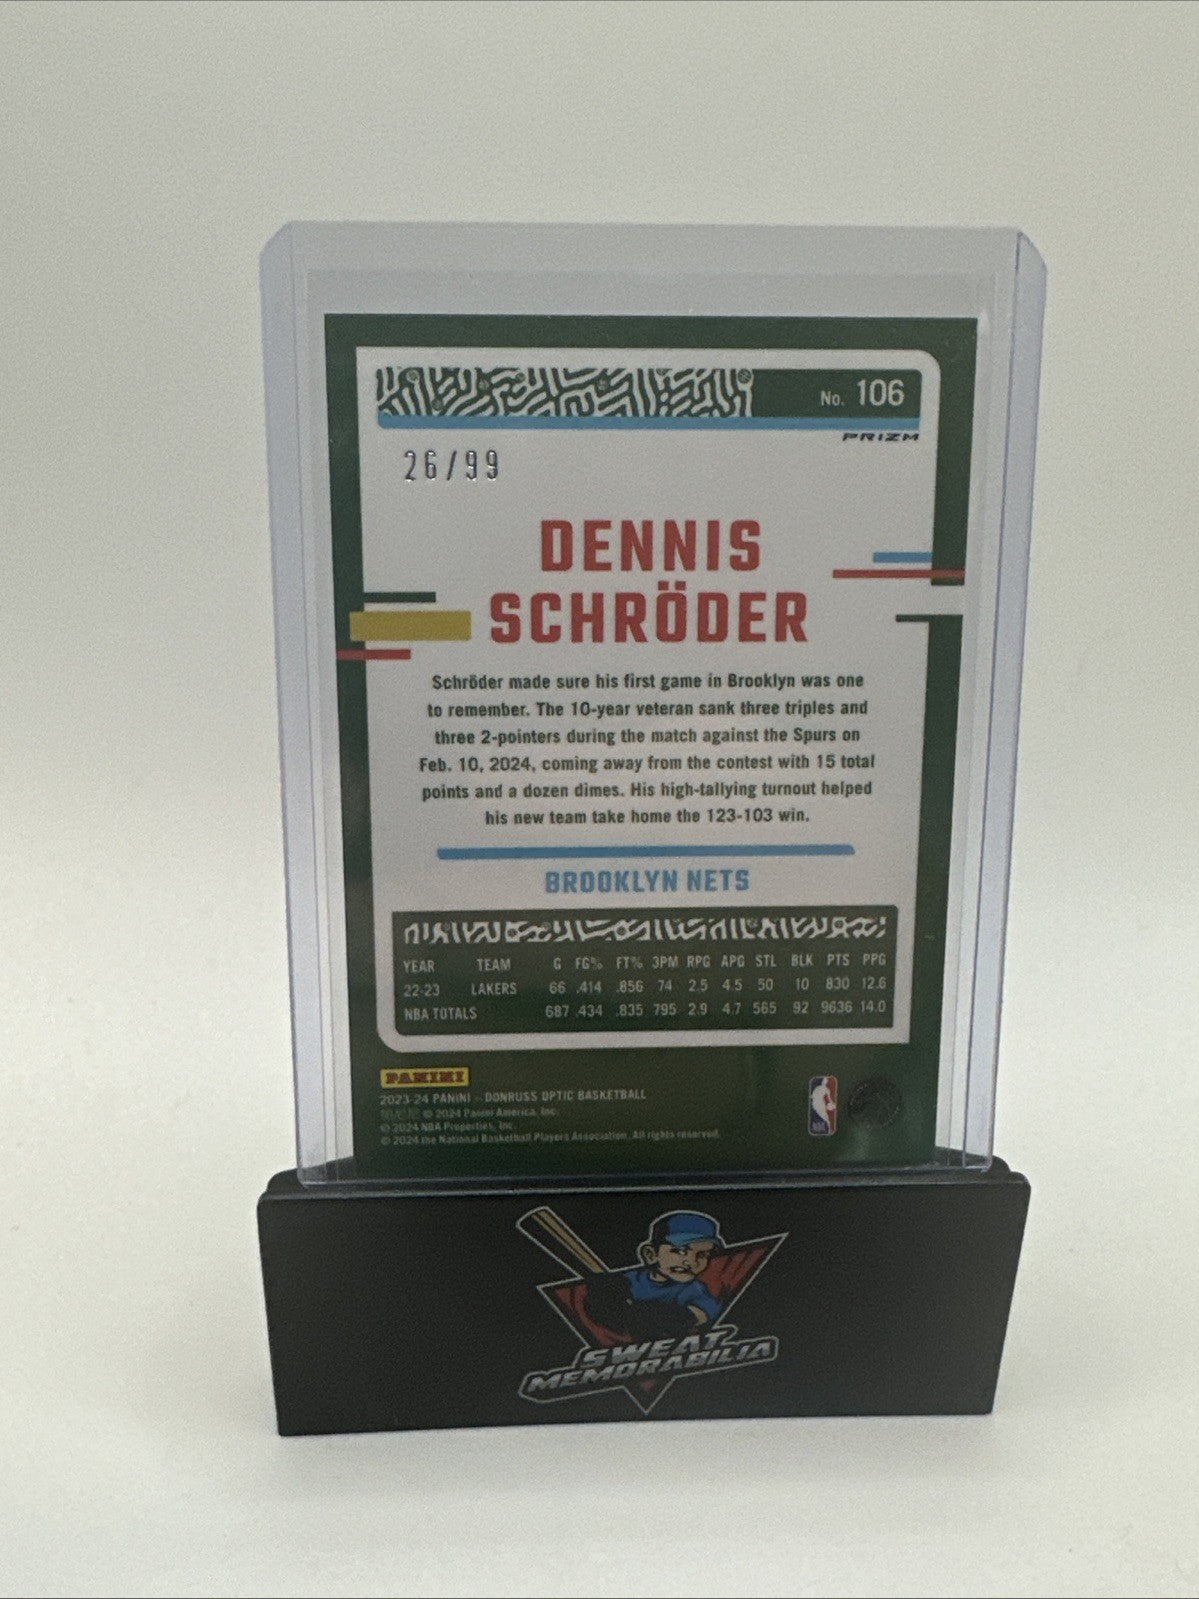 No. 106
PRIZM
26/99
DENNIS
SCHRÖDER
Schröder made sure his first game in Brooklyn was one
to remember. The 10-year veteran sank three triples and
three 2-pointers during the match against the Spurs on
Feb. 10, 2024, coming away from the contest with 15 total
points and a dozen dimes. His high-tallying turnout helped
his new team take home the 123-103 win.
BROOKLYN NETS
YEAR TEAM G FG% FT% 3PM RPG APG STL BLK PTS PPG
22-23 LAKERS 66 .414 .856 74 2.5 4.5 50 10 830 12.6
NBA TOTALS 687 .434 .835 795 2.9 4.7 565 92 9636 14.0
PANINI
2023-24 PANINI - DONRUSS OPTIC BASKETBALL
© 2024 Panini America, Inc.
© 2024 NBA Properties, Inc.
© 2024 the National Basketball Players Association. All rights reserved.
NBA
SWEAT
MEMORABILIA